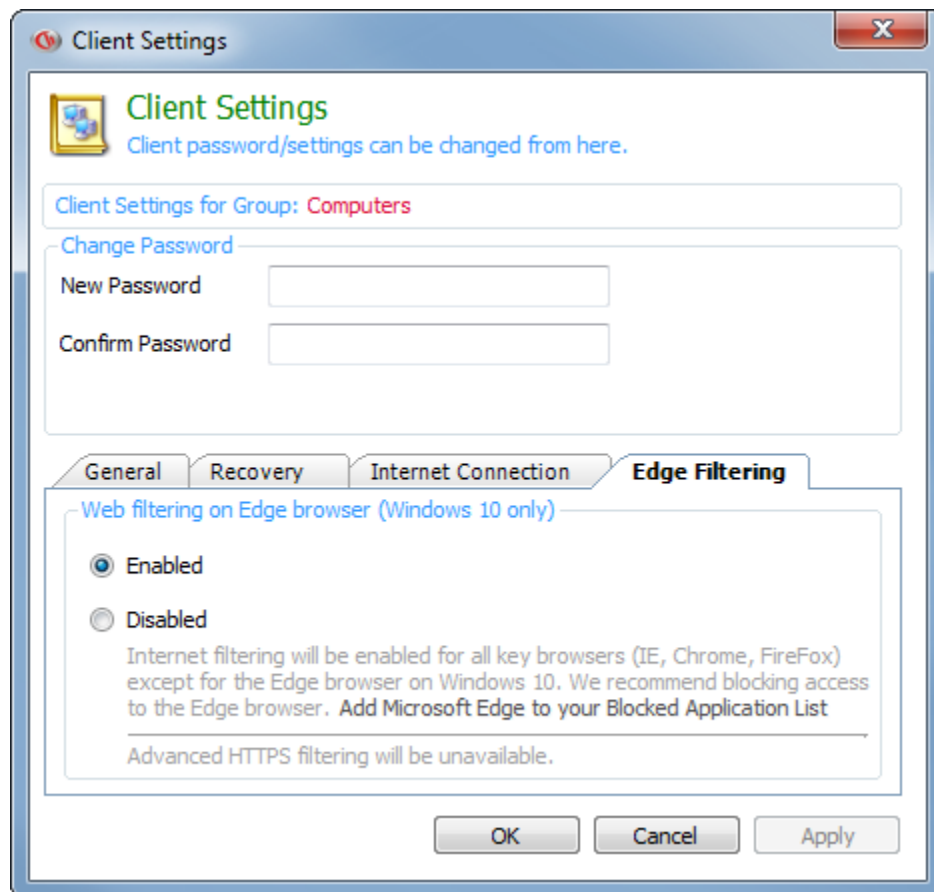 Client Settings
X
Client Settings
Client password/settings can be changed from here.
Client Settings for Group: Computers
Change Password
New Password
Confirm Password
General Recovery Internet Connection Edge Filtering
Web filtering on Edge browser (Windows 10 only)
Enabled
Disabled
Internet filtering will be enabled for all key browsers (IE, Chrome, FireFox)
except for the Edge browser on Windows 10. We recommend blocking access
to the Edge browser. Add Microsoft Edge to your Blocked Application List
Advanced HTTPS filtering will be unavailable.
OK Cancel Apply